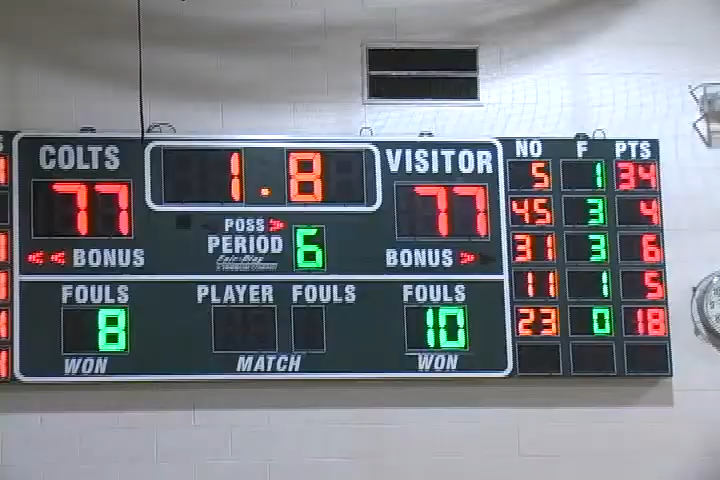 COLTS 1.8 VISITOR NO F PTS
77 77 5 1 34
POSS
PERIOD 6 45 3 4
BONUS BONUS 31 3 6
FOULS PLAYER FOULS FOULS 11 1 5
8 10 23 0 18
WON MATCH WON